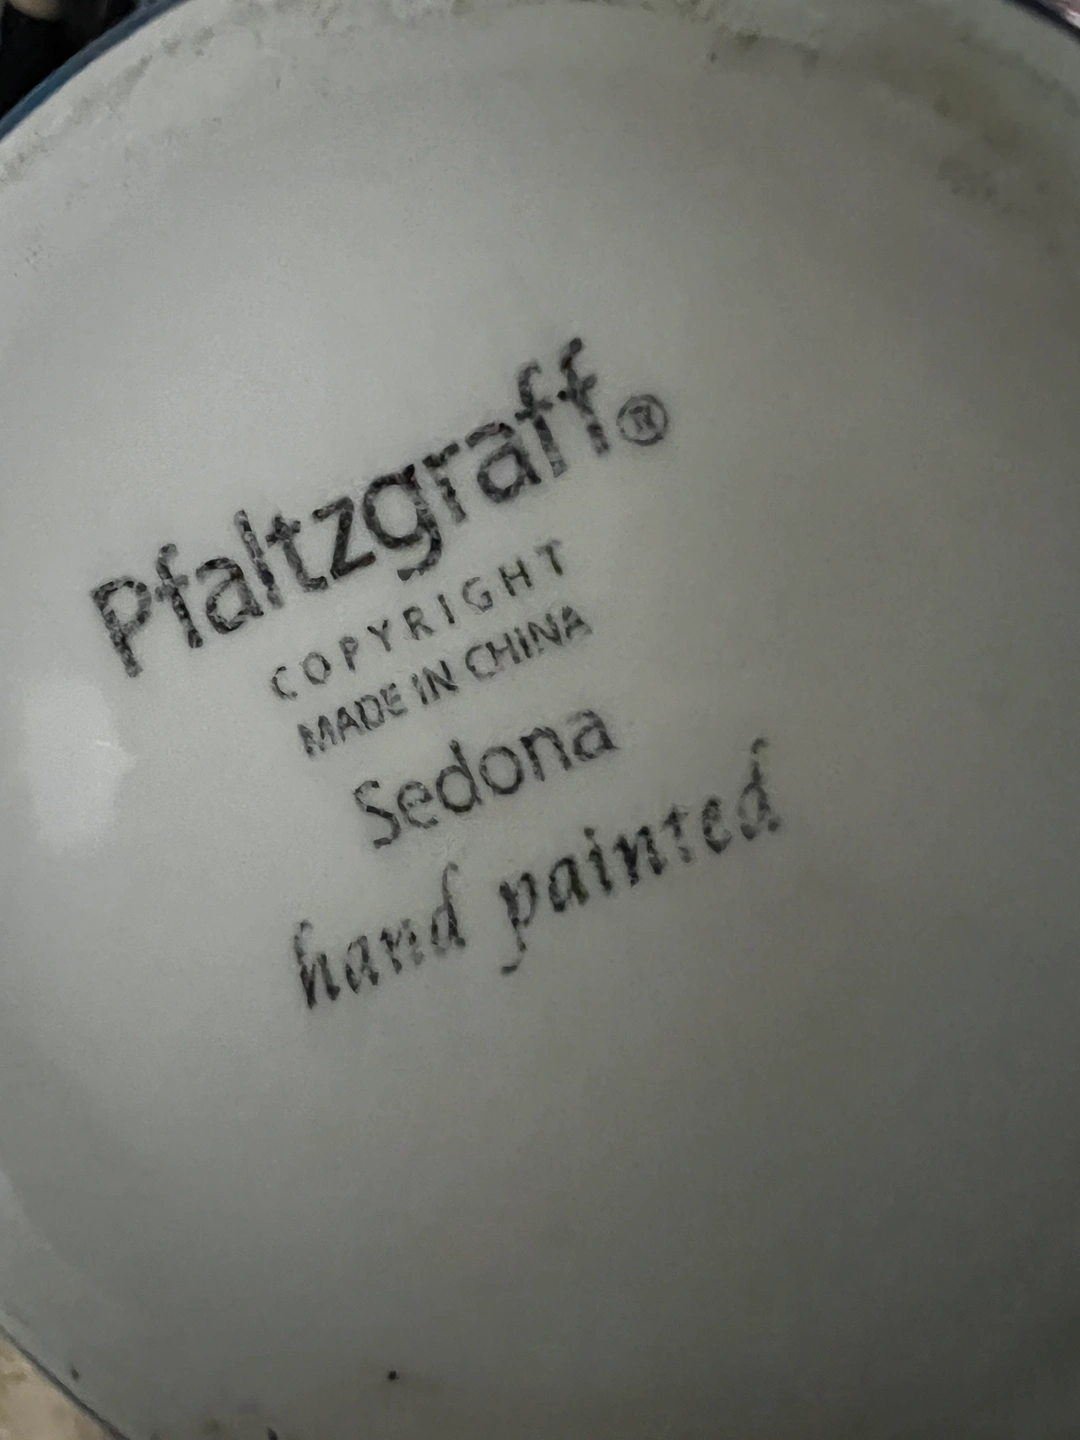 Pfaltzgraff®
COPYRIGHT
MADE IN CHINA
Sedona
hand painted